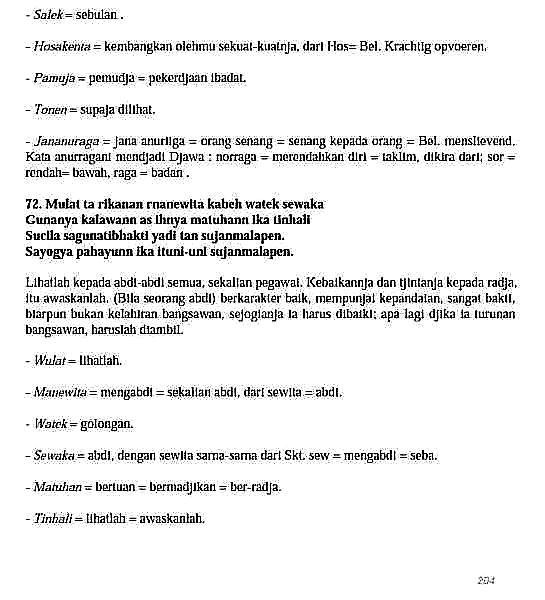 - Salek = sebulan .
- Hosakenta = kembangkan olehmu sekuat-kuatnja, dari Hos= Bel. Krachtig opvoeren.
- Pamuja = pemudja = pekerdjaan ibadat.
- Tonen = supaja dilihat.
- Jananuraga = jana anuriiga = orang senang = senang kepada orang = Bel. menslievend.
Kata anurragani mendjadi Djawa : norraga = merendahkan diri = taklim, dikira dari; sor =
rendah= bawah, raga = badan .
72. Mulat ta rikanan rnanewita kabeh watek sewaka
Gunanya kalawann as ihnya matuhann ika tinhali
Sucila sagunatibhakti yadi tan sujanmalapen.
Sayogya pahayunn ika ituni-uni sujanmalapen.
Lihatlah kepada abdi-abdi semua, sekalian pegawai. Kebaikannja dan tjintanja kepada radja,
itu awaskanlah. (Bila seorang abdi) berkarakter baik, mempunjai kepandaian, sangat bakti,
biarpun bukan kelahiran bangsawan, sejogianja ia harus dibaiki; apa lagi djika ia turunan
bangsawan, haruslah diambil.
- Wulat = lihatlah.
- Manewita = mengabdi = sekalian abdi, dari sewita = abdi.
- Watek = golongan.
- Sewaka = abdi, dengan sewita sarna-sarna dari Skt. sew = mengabdi = seba.
- Matuhan = bertuan = bermadjikan = ber-radja.
- Tinhali = lihatlah = awaskanlah.
204